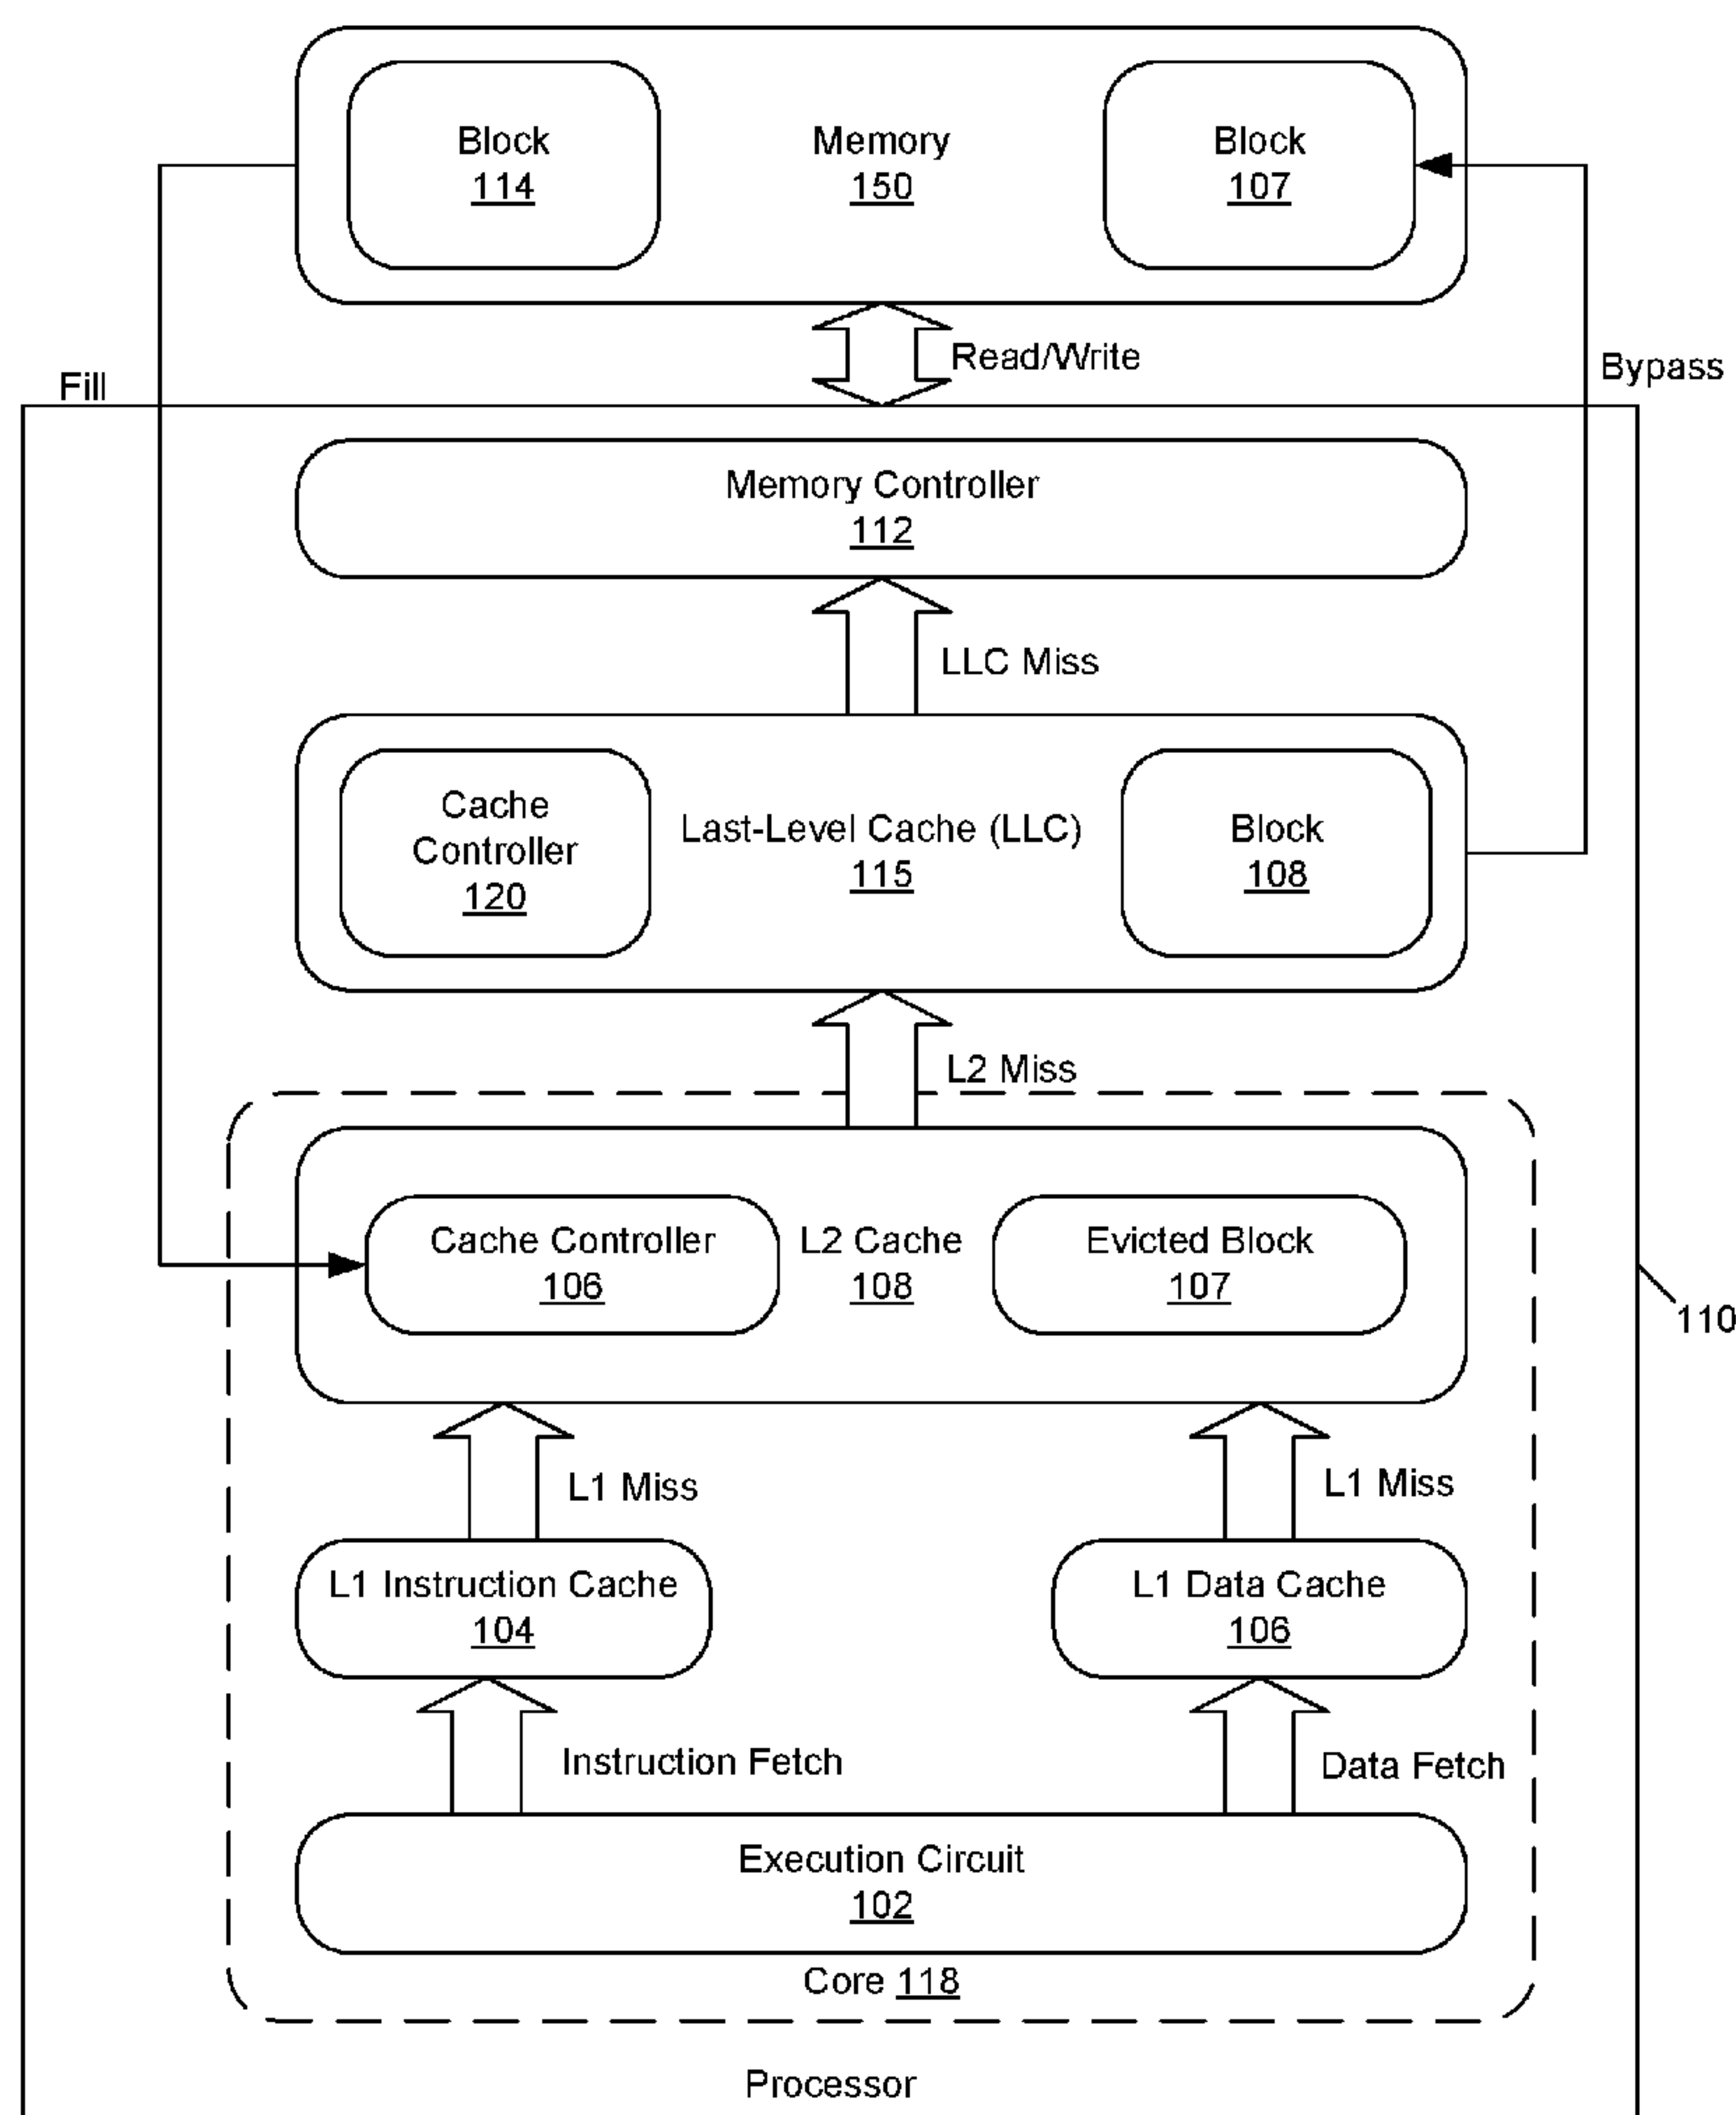 Block
114
Memory
150
Block
107
Read/Write
Fill
Bypass
Memory Controller
112
LLC Miss
Cache
Controller
120
Last-Level Cache (LLC)
115
Block
108
L2 Miss
Cache Controller
106
L2 Cache
108
Evicted Block
107
110
L1 Miss
L1 Miss
L1 Instruction Cache
104
L1 Data Cache
106
Instruction Fetch
Data Fetch
Execution Circuit
102
Core 118
Processor